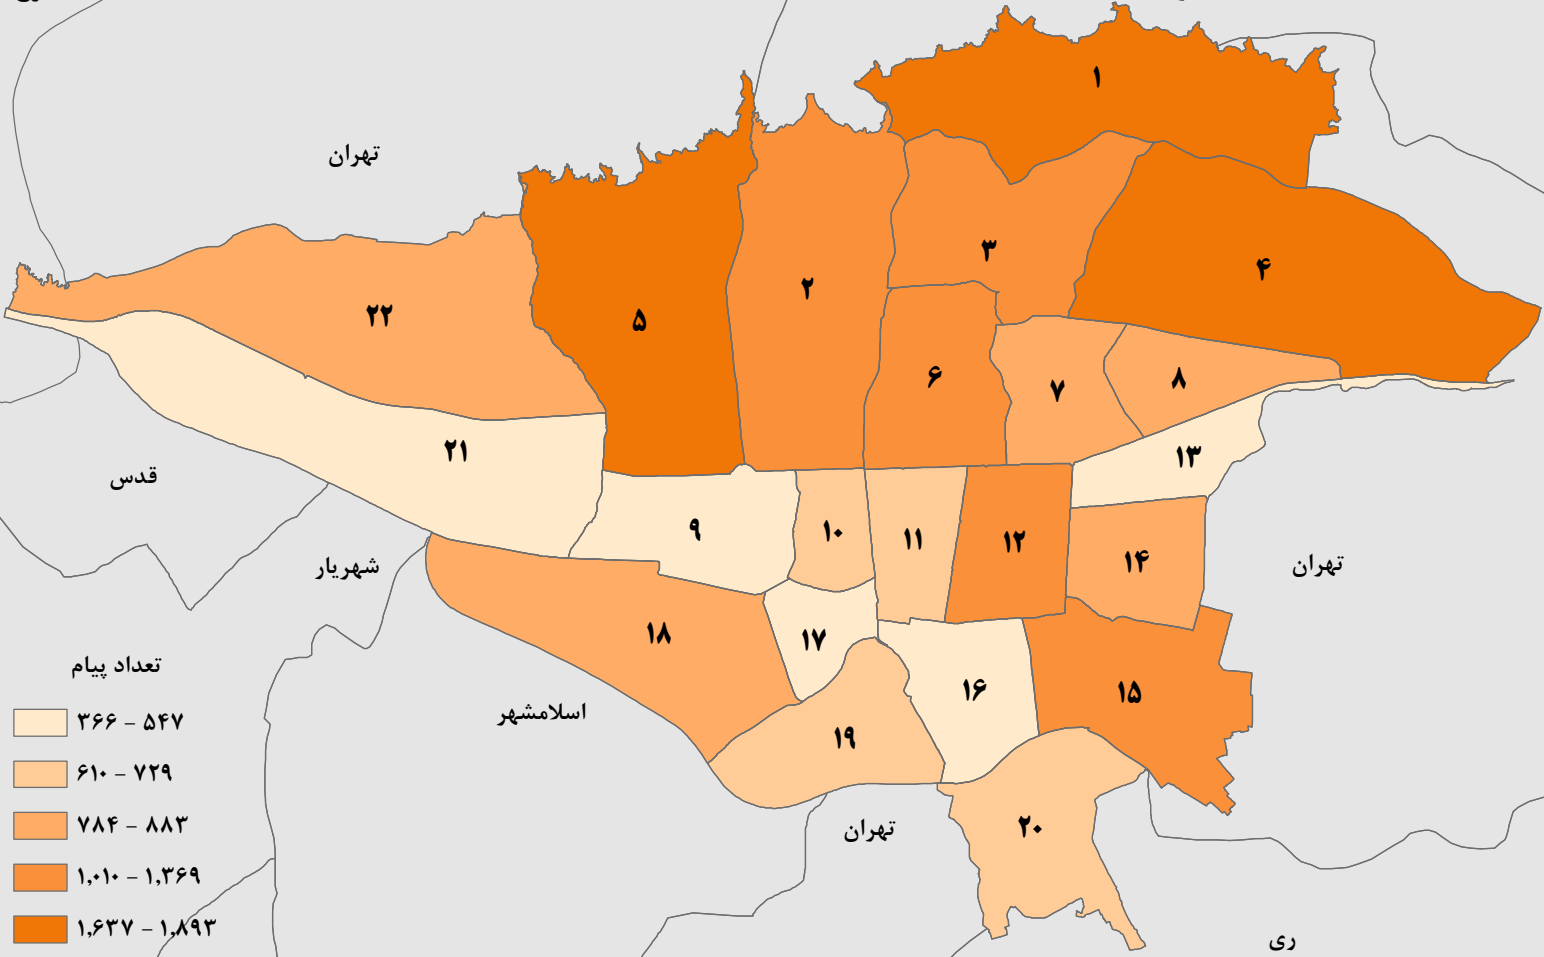 ۱
تهران
۳
۴
۲
۲۲
۵
۶
۷
۸
۲۱
۱۳
قدس
۹
۱۰
۱۱
۱۲
۱۴
تهران
شهریار
۱۸
۱۷
۱۶
۱۵
اسلامشهر
۱۹
۲۰
تهران
ری
تعداد پیام
۳۶۶ - ۵۴۷
۶۱۰ - ۷۲۹
۷۸۴ - ۸۸۳
۱,۰۱۰ - ۱,۳۶۹
۱,۶۳۷ - ۱,۸۹۳